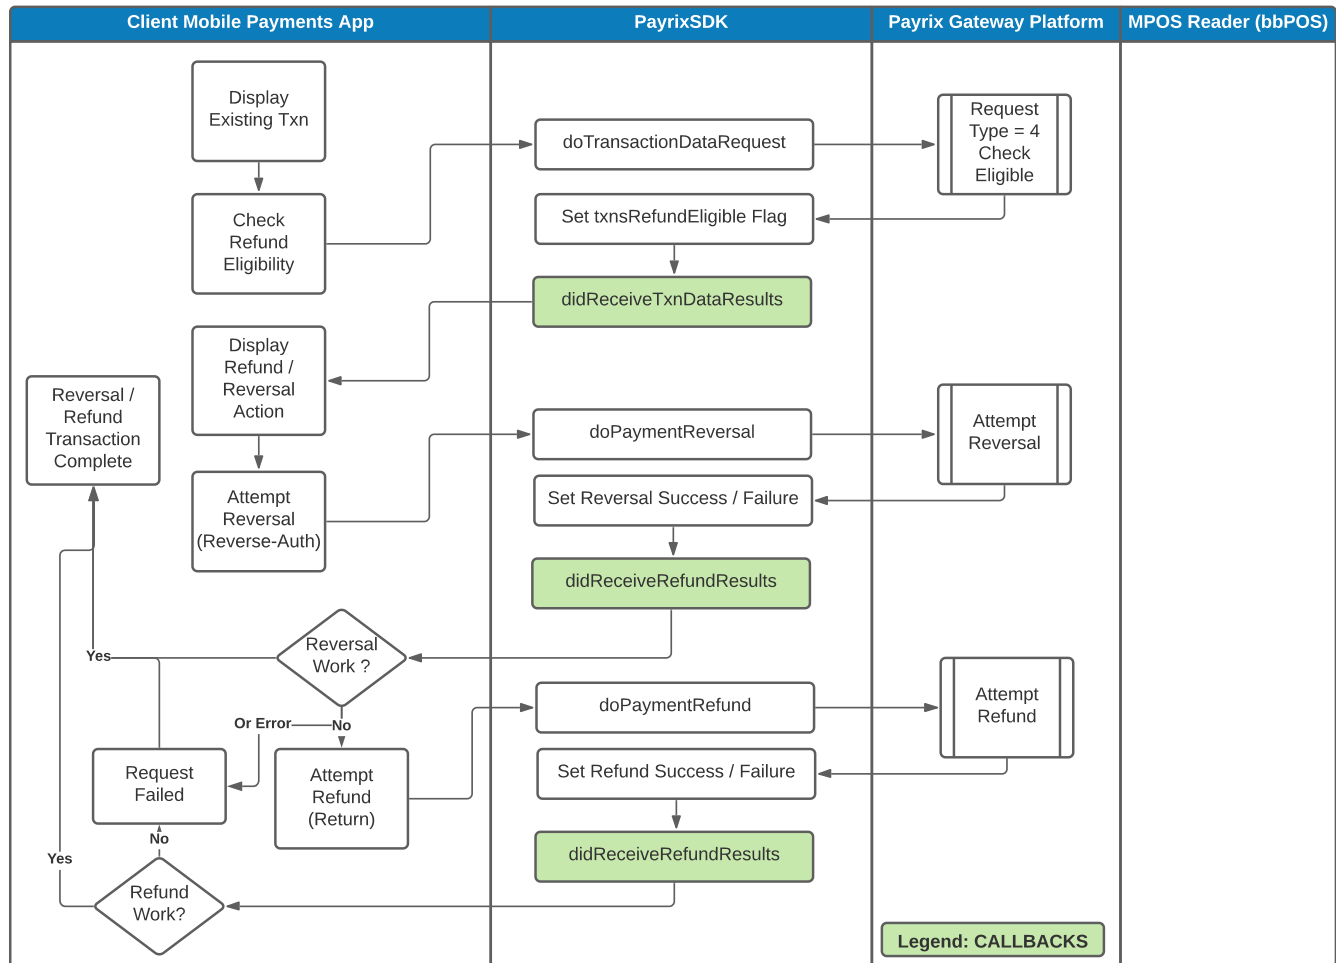 Client Mobile Payments App
PayrixSDK
Payrix Gateway Platform
MPOS Reader (bbPOS)
Display
Existing Txn
Check
Refund
Eligibility
doTransactionDataRequest
Request
Type = 4
Check
Eligible
Set txnsRefundEligible Flag
didReceiveTxnDataResults
Display
Refund /
Reversal
Action
Reversal /
Refund
Transaction
Complete
Attempt
Reversal
(Reverse-Auth)
doPaymentReversal
Attempt
Reversal
Set Reversal Success / Failure
didReceiveRefundResults
Reversal
Work ?
Yes
Or Error
No
Request
Failed
Attempt
Refund
(Return)
doPaymentRefund
Attempt
Refund
Set Refund Success / Failure
didReceiveRefundResults
No
Yes
Refund
Work?
Legend: CALLBACKS